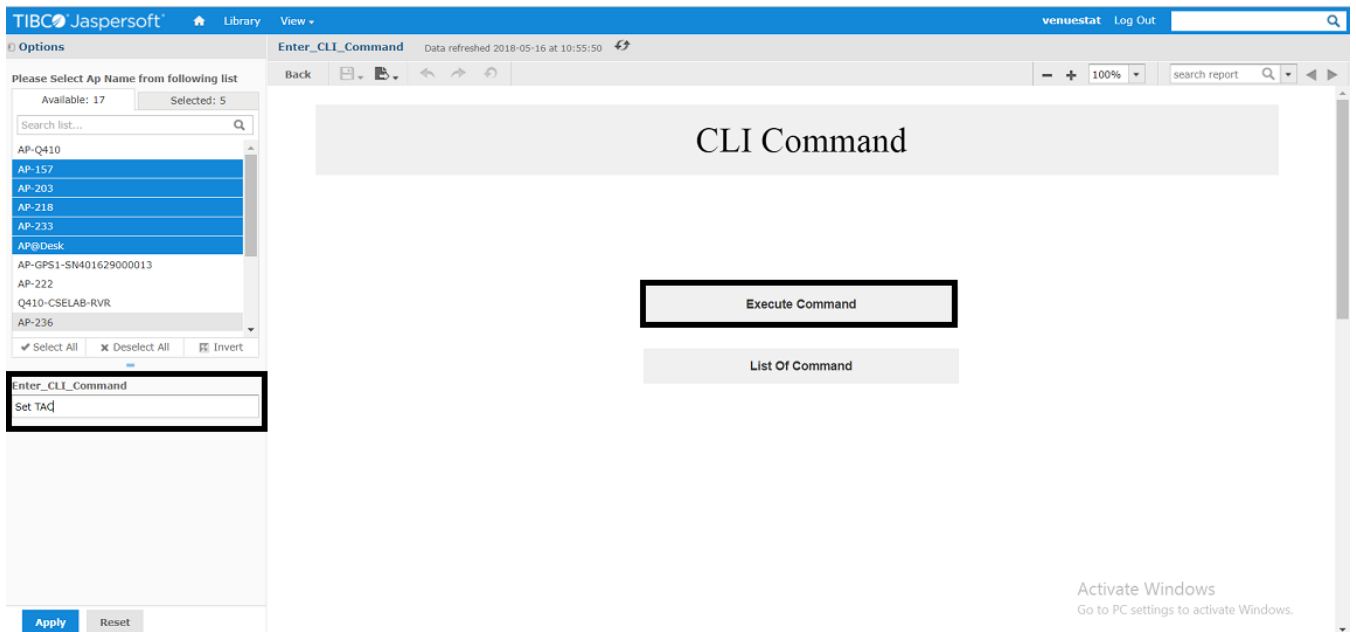 TIBCO Jaspersoft® Library View venuestat Log Out
Options
Enter_CLI_Command Data refreshed 2018-05-16 at 10:55:50
Please Select Ap Name from following list
Back 100% search report
Available: 17 Selected: 5
Search list...
AP-Q410
AP-157
AP-203
AP-218
AP-233
AP@Desk
AP-GPS1-SN401629000013
AP-222
Q410-CSELAB-RVR
AP-236
Select All Deselect All Invert
Enter_CLI_Command
Set TAC
Apply Reset
CLI Command
Execute Command
List Of Command
Activate Windows
Go to PC settings to activate Windows.